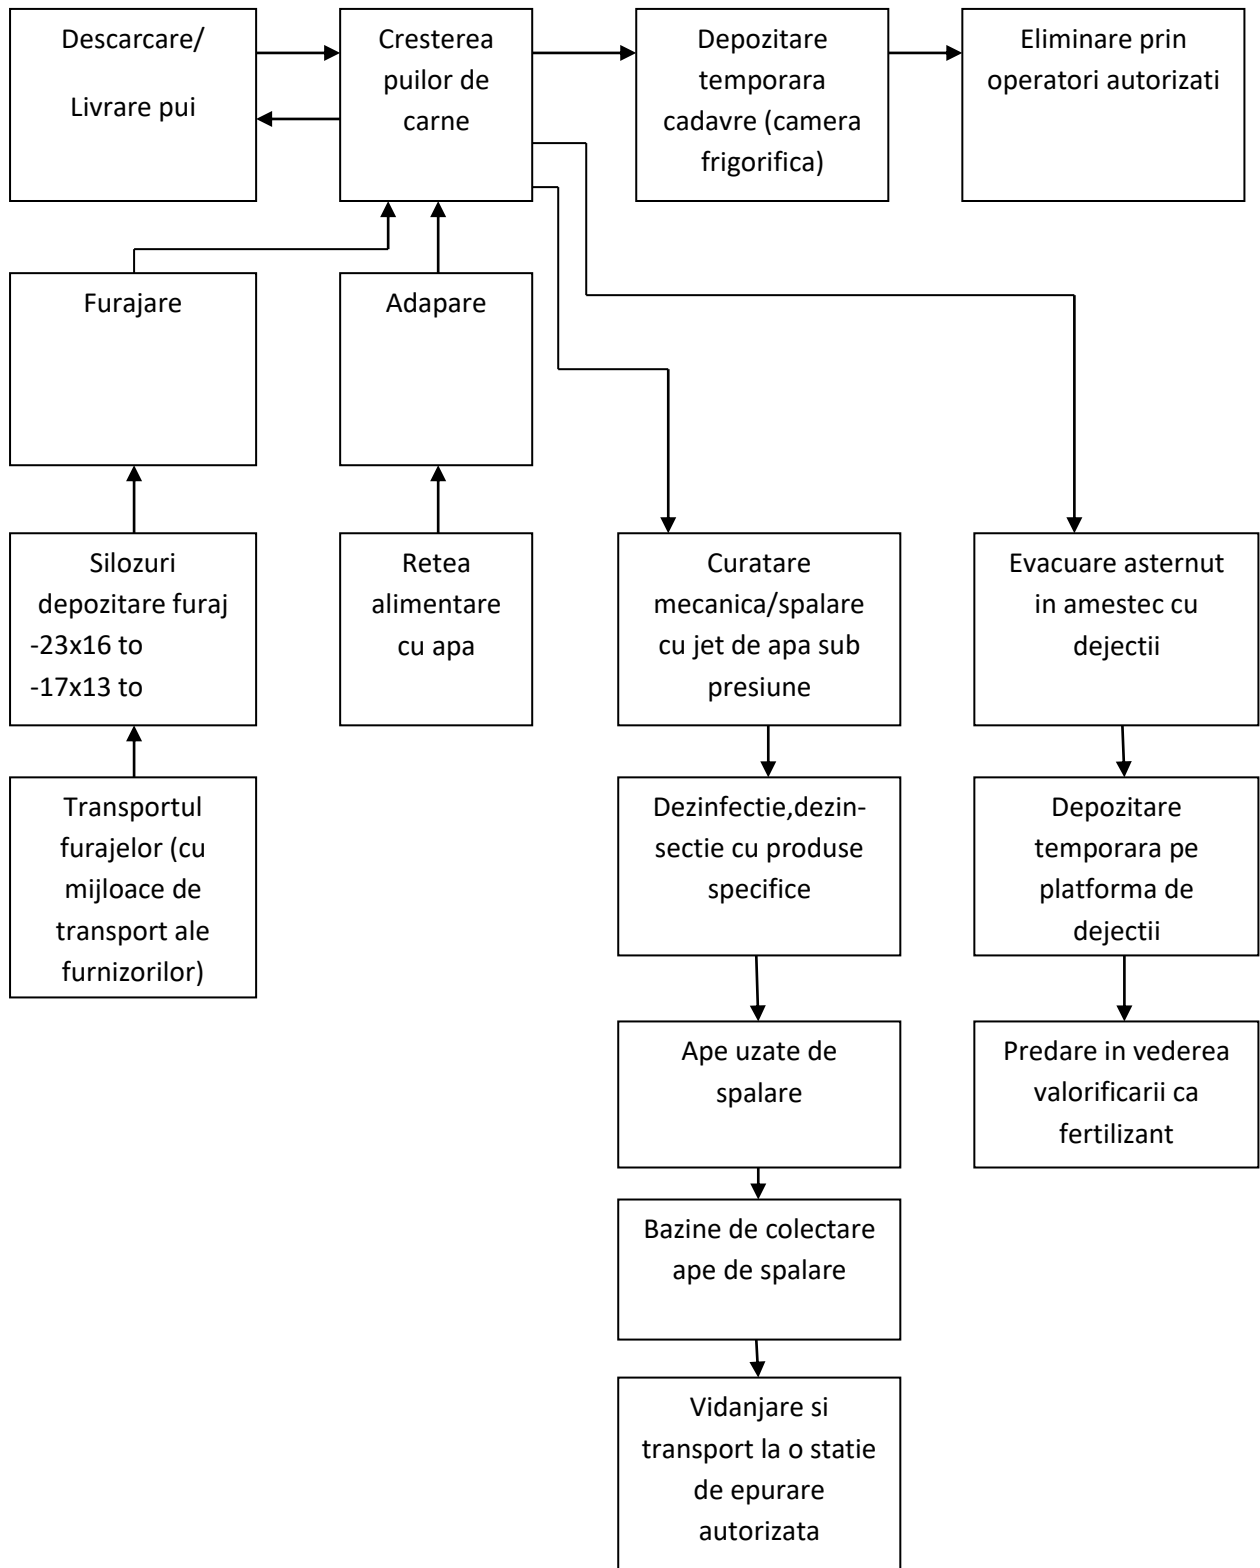 Descarcare/
Livrare pui
Cresterea
puilor de
carne
Depozitare
temporara
cadavre (camera
frigorifica)
Eliminare prin
operatori autorizati
Furajare
Adapare
Silozuri
depozitare furaj
-23x16 to
-17x13 to
Retea
alimentare
cu apa
Curatare
mecanica/spalare
cu jet de apa sub
presiune
Evacuare asternut
in amestec cu
dejectii
Transportul
furajelor (cu
mijloace de
transport ale
furnizorilor)
Dezinfectie,dezin-
sectie cu produse
specifice
Depozitare
temporara pe
platforma de
dejectii
Ape uzate de
spalare
Predare in vederea
valorificarii ca
fertilizant
Bazine de colectare
ape de spalare
Vidanjare si
transport la o statie
de epurare
autorizata